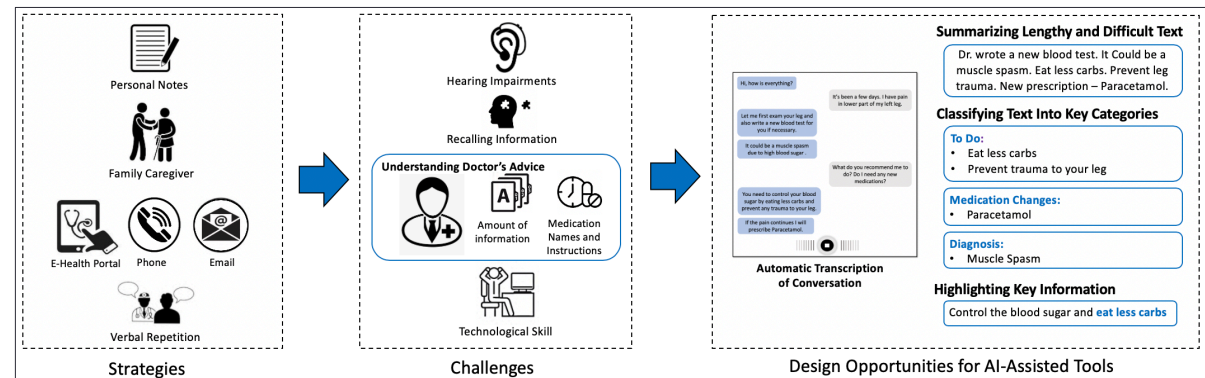 Personal Notes
Family Caregiver
E-Health Portal
Phone
Email
Verbal Repetition
Strategies
Hearing Impairments
Recalling Information
Understanding Doctor's Advice
A
Amount of
information
Medication
Names and
Instructions
Technological Skill
Challenges
Hi, how is everything?
It's been a few days. I have pain
in lower part of my left leg.
Let me first exam your leg and
also write a new blood test for
you if necessary.
It could be a muscle spasm
due to high blood sugar .
What do you recommend me to
do? Do I need any new
medications?
You need to control your blood
sugar by eating less carbs and
prevent any trauma to your leg.
If the pain continues I will
prescribe Paracetamol.
Automatic Transcription
of Conversation
Summarizing Lengthy and Difficult Text
Dr. wrote a new blood test. It Could be a
muscle spasm. Eat less carbs. Prevent leg
trauma. New prescription – Paracetamol.
Classifying Text Into Key Categories
To Do:
• Eat less carbs
• Prevent trauma to your leg
Medication Changes:
• Paracetamol
Diagnosis:
• Muscle Spasm
Highlighting Key Information
Control the blood sugar and eat less carbs
Design Opportunities for AI-Assisted Tools